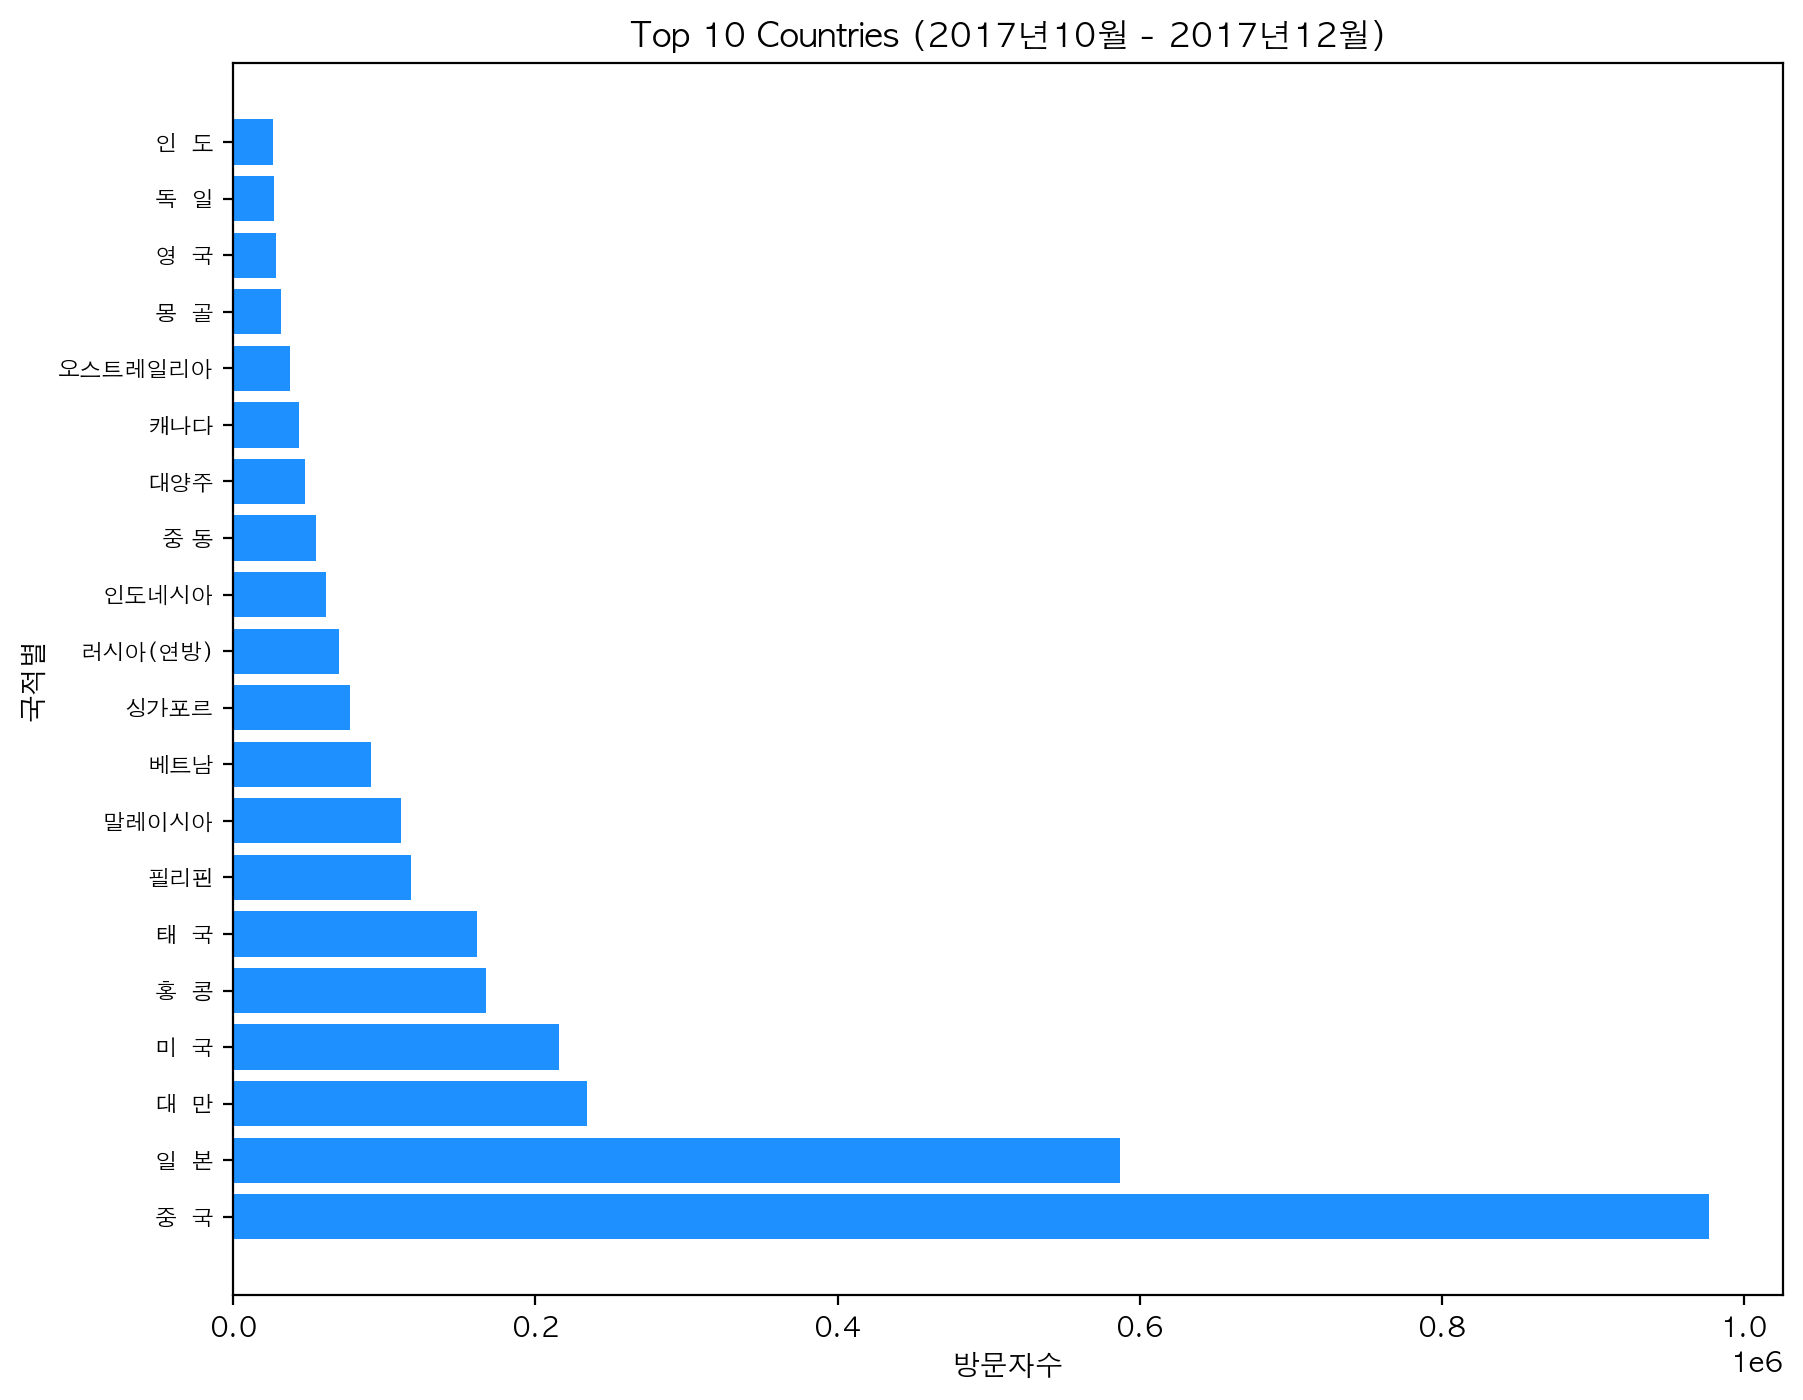 Top 10 Countries (2017년10월 - 2017년12월)
인 도
독 일
영 국
몽 골
오스트레일리아
캐나다
대양주
중 동
인도네시아
러시아(연방)
싱가포르
베트남
말레이시아
필리핀
태 국
홍 콩
미 국
대 만
일 본
중 국
국적별
0.0 0.2 0.4 0.6 0.8 1.0
방문자수
1e6